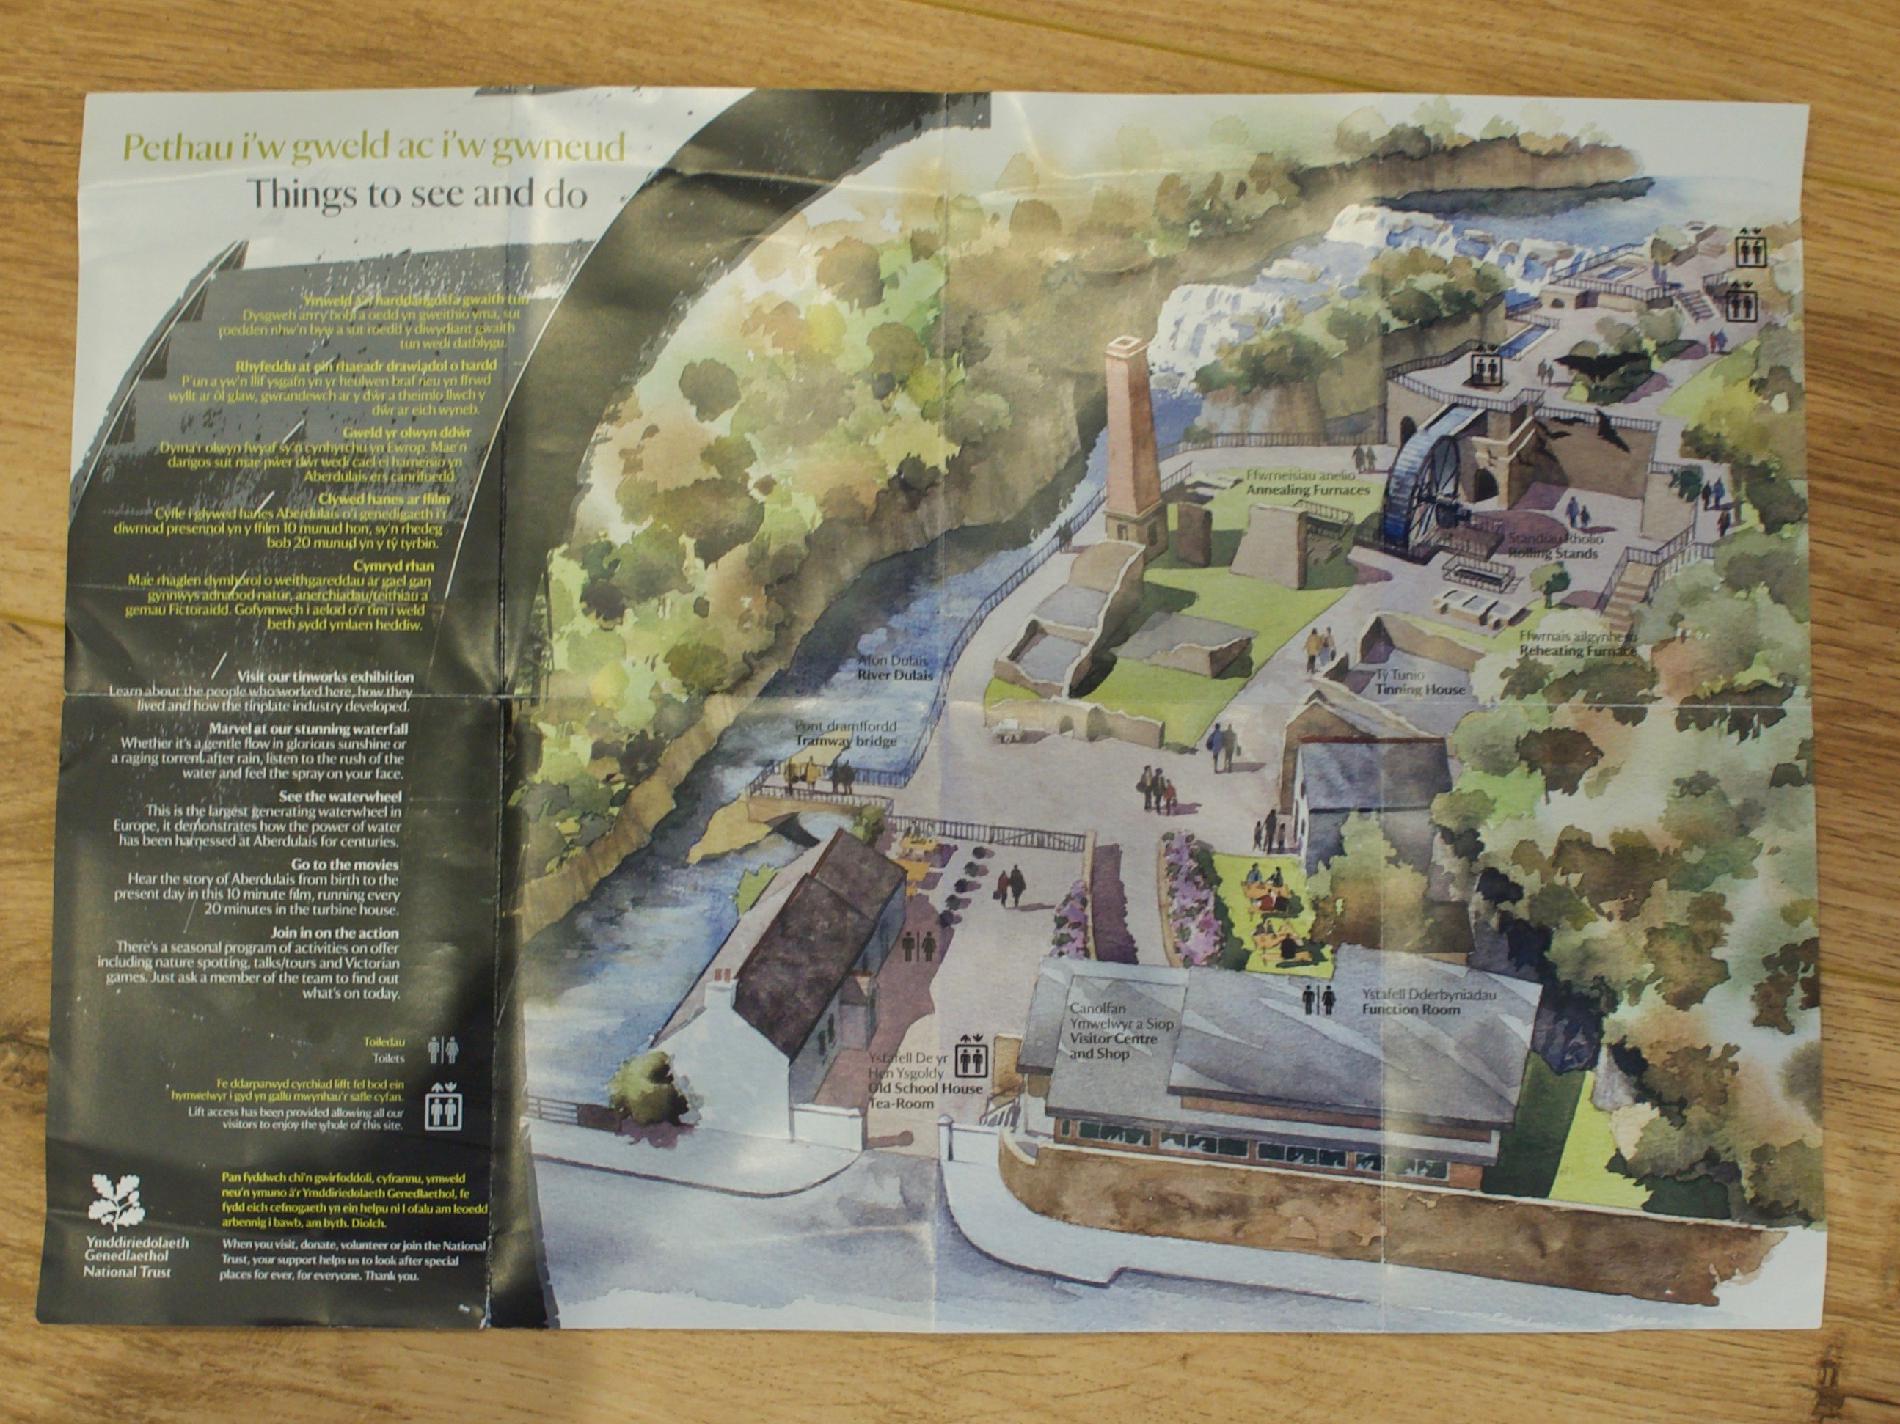 Pethau i'w gweld ac i'w gwneud
Things to see and do
Ymweld â'n harddangosfa gwaith tun
Dysgwch am y bobl a oedd yn gweithio yma, sut
roedden nhw'n byw a sut roedd y diwydiant gwaith
tun wedi datblygu.
Rhyfeddu at ein rhaeadr drawiadol o hardd
P'un a yw'n llif ysgafn yn yr heulwen braf neu yn ffrwd
wyllt ar ôl glaw, gwrandewch ar y dŵr a theimlo llwch y
dŵr ar eich wyneb.
Gweld yr olwyn ddŵr
Dyma'r olwyn fwyaf sy'n cynhyrchu yn Ewrop. Mae'n
dangos sut mae pŵer dŵr wedi cael ei harneisio yn
Aberdulais ers canrifoedd.
Clywed hanes ar ffilm
Cyfle i glywed hanes Aberdulais o'i genedigaeth i'r
diwrnod presennol yn y ffilm 10 munud hon, sy'n rhedeg
bob 20 munud yn y tŷ tyrbin.
Cymryd rhan
Mae rhaglen dymhorol o weithgareddau ar gael gan
gynnwys adnabod natur, anerchiadau/teithiau a
gemau Fictoraidd. Gofynnwch i aelod o'r tîm i weld
beth sydd ymlaen heddiw.
Visit our tinworks exhibition
Learn about the people who worked here, how they
lived and how the tinplate industry developed.
Marvel at our stunning waterfall
Whether it's a gentle flow in glorious sunshine or
a raging torrent after rain, listen to the rush of the
water and feel the spray on your face.
See the waterwheel
This is the largest generating waterwheel in
Europe, it demonstrates how the power of water
has been harnessed at Aberdulais for centuries.
Go to the movies
Hear the story of Aberdulais from birth to the
present day in this 10 minute film, running every
20 minutes in the turbine house.
Join in on the action
There's a seasonal program of activities on offer
including nature spotting, talks/tours and Victorian
games. Just ask a member of the team to find out
what's on today.
Toiledau
Toilets
Fe ddarparwyd cyrchiad lifft fel bod ein
hymwelwyr i gyd yn gallu mwynhau'r safle cyfan.
Lift access has been provided allowing all our
visitors to enjoy the whole of this site.
Ymddiriedolaeth
Genedlaethol
National Trust
Pan fyddwch chi'n gwirfoddoli, cyfrannu, ymweld
neu'n ymuno â'r Ymddiriedolaeth Genedlaethol, fe
fydd eich cefnogaeth yn ein helpu ni i ofalu am leoedd
arbennig i bawb, am byth. Diolch.
When you visit, donate, volunteer or join the National
Trust, your support helps us to look after special
places for ever, for everyone. Thank you.
Ffwrneisiau anelio
Annealing Furnaces
Standiau Rholio
Rolling Stands
Ffwrnais ailgynhesu
Reheating Furnace
Afon Dulais
River Dulais
Tŷ Tunio
Tinning House
Pont dramffordd
Tramway bridge
Canolfan
Ymwelwyr a Siop
Visitor Centre
and Shop
Ystafell Dderbyniadau
Function Room
Ystafell De yr
Hen Ysgoldy
Old School House
Tea-Room